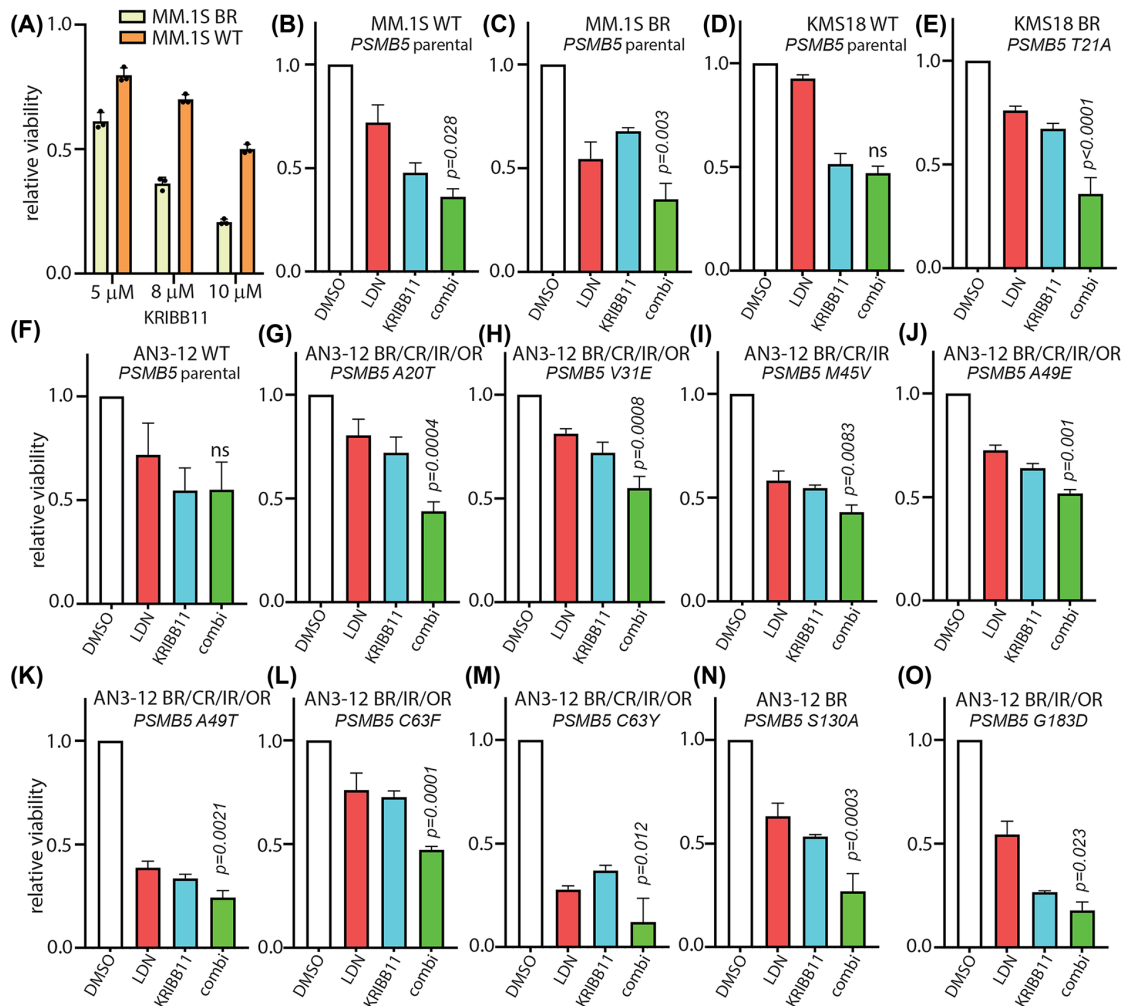 (A)
MM.1S BR
MM.1S WT
relative viability
1.0
0.5
0.0
5 μM
8 μM
10 μM
KRIBB11
(B)
MM.1S WT
PSMB5 parental
1.0
0.5
0.0
p=0.028
DMSO
LDN
KRIBB11
combi
(C)
MM.1S BR
PSMB5 parental
1.0
0.5
0.0
p=0.003
DMSO
LDN
KRIBB11
combi
(D)
KMS18 WT
PSMB5 parental
1.0
0.5
0.0
ns
DMSO
LDN
KRIBB11
combi
(E)
KMS18 BR
PSMB5 T21A
1.0
0.5
0.0
p<0.0001
DMSO
LDN
KRIBB11
combi
(F)
AN3-12 WT
PSMB5 parental
relative viability
1.0
0.5
0.0
ns
DMSO
LDN
KRIBB11
combi
(G)
AN3-12 BR/CR/IR/OR
PSMB5 A20T
1.0
0.5
0.0
p=0.0004
DMSO
LDN
KRIBB11
combi
(H)
AN3-12 BR/CR/IR/OR
PSMB5 V31E
1.0
0.5
0.0
p=0.0008
DMSO
LDN
KRIBB11
combi
(I)
AN3-12 BR/CR/IR
PSMB5 M45V
1.0
0.5
0.0
p=0.0083
DMSO
LDN
KRIBB11
combi
(J)
AN3-12 BR/CR/IR/OR
PSMB5 A49E
1.0
0.5
0.0
p=0.001
DMSO
LDN
KRIBB11
combi
(K)
AN3-12 BR/CR/IR/OR
PSMB5 A49T
relative viability
1.0
0.5
0.0
p=0.0021
DMSO
LDN
KRIBB11
combi
(L)
AN3-12 BR/IR/OR
PSMB5 C63F
1.0
0.5
0.0
p=0.0001
DMSO
LDN
KRIBB11
combi
(M)
AN3-12 BR/CR/IR/OR
PSMB5 C63Y
1.0
0.5
0.0
p=0.012
DMSO
LDN
KRIBB11
combi
(N)
AN3-12 BR
PSMB5 S130A
1.0
0.5
0.0
p=0.0003
DMSO
LDN
KRIBB11
combi
(O)
AN3-12 BR/IR/OR
PSMB5 G183D
1.0
0.5
0.0
p=0.023
DMSO
LDN
KRIBB11
combi